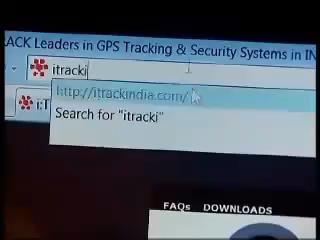 ACK Leaders in GPS Tracking & Security Systems in IN
itracki
i:T
http://itrackindia.com/
Search for "itracki"
FAQs DOWNLOADS